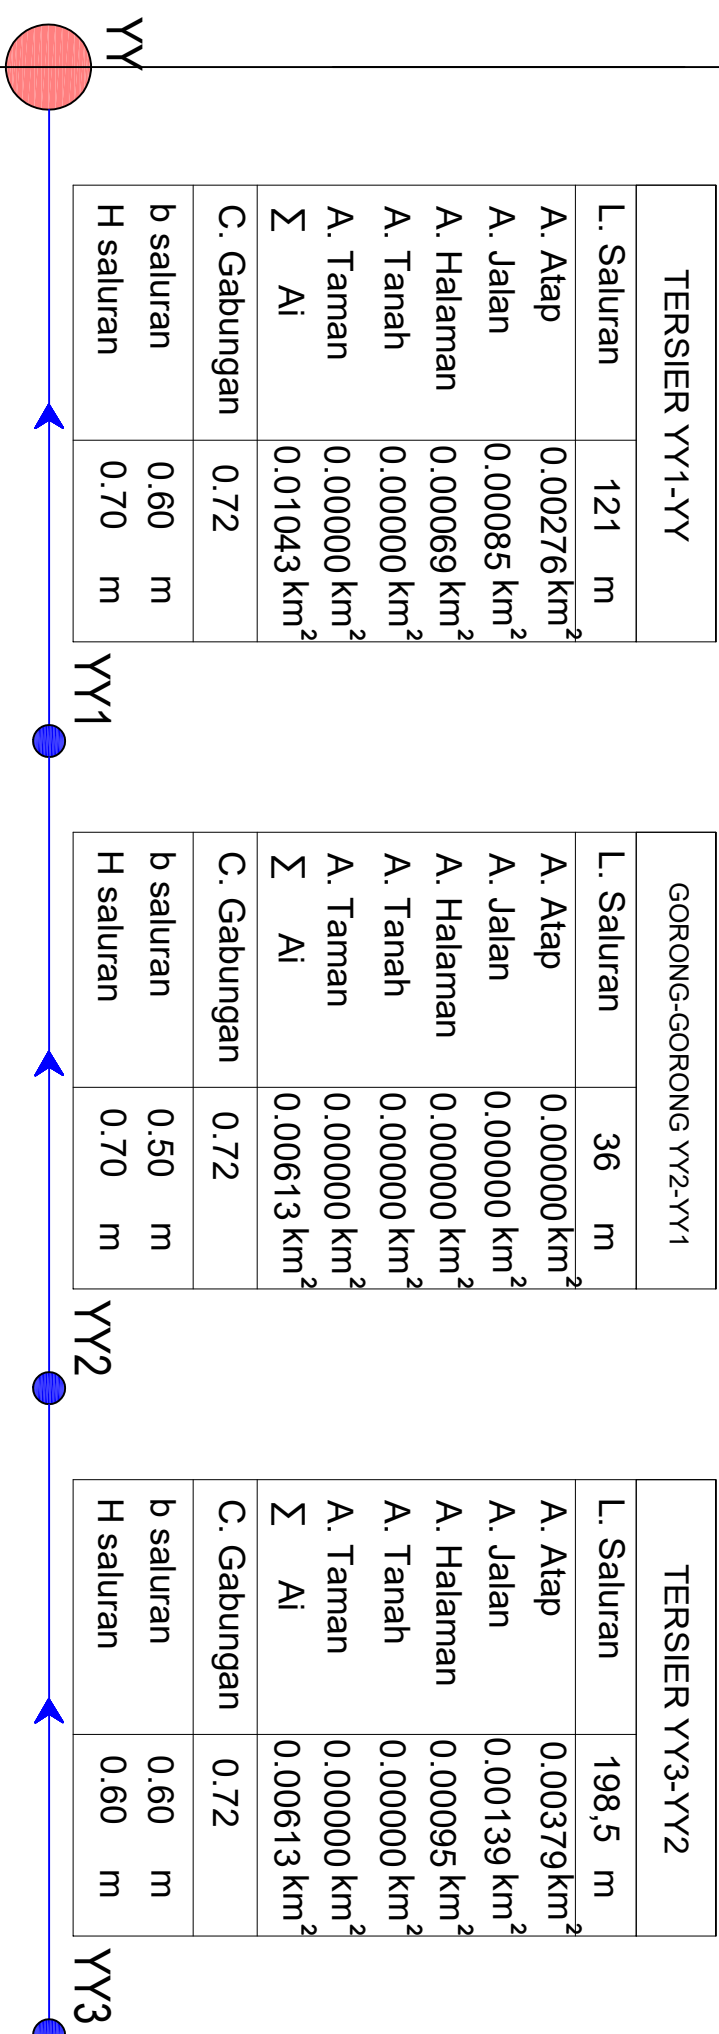 YY
TERSIER YY1-YY
L. Saluran 121 m
A. Atap 0.00276 km²
A. Jalan 0.00085 km²
A. Halaman 0.00069 km²
A. Tanah 0.00000 km²
A. Taman 0.00000 km²
Σ Ai 0.01043 km²
C. Gabungan 0.72
b saluran 0.60 m
H saluran 0.70 m
YY1
GORONG-GORONG YY2-YY1
L. Saluran 36 m
A. Atap 0.00000 km²
A. Jalan 0.00000 km²
A. Halaman 0.00000 km²
A. Tanah 0.00000 km²
A. Taman 0.00000 km²
Σ Ai 0.00613 km²
C. Gabungan 0.72
b saluran 0.50 m
H saluran 0.70 m
YY2
TERSIER YY3-YY2
L. Saluran 198,5 m
A. Atap 0.00379 km²
A. Jalan 0.00139 km²
A. Halaman 0.00095 km²
A. Tanah 0.00000 km²
A. Taman 0.00000 km²
Σ Ai 0.00613 km²
C. Gabungan 0.72
b saluran 0.60 m
H saluran 0.60 m
YY3